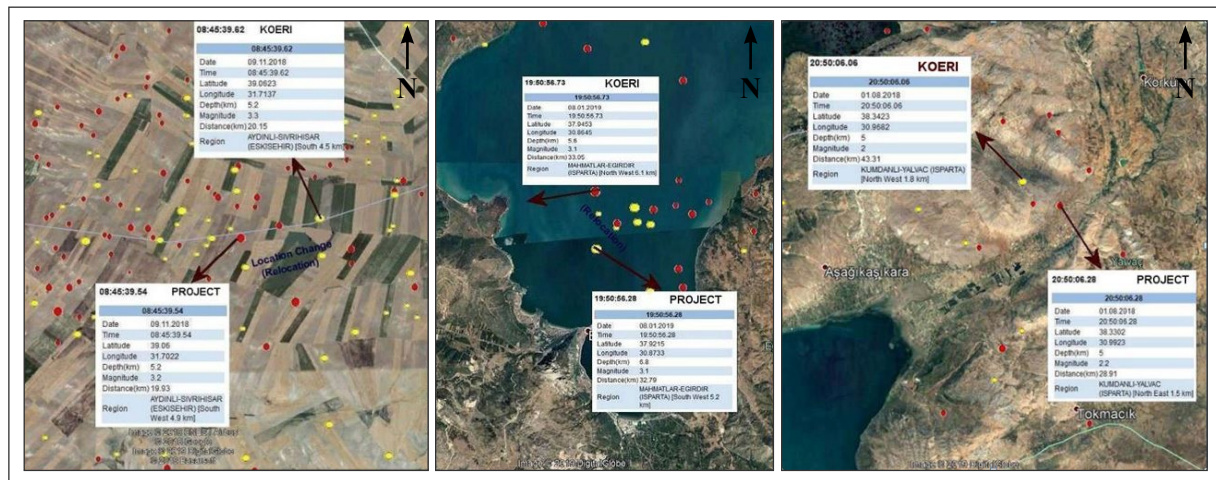 08:45:39.62 KOERI
08:45:39.62
Date 09.11.2018
Time 08:45:39.62
Latitude 39.0623
Longitude 31.7137
Depth(km) 5.2
Magnitude 3.3
Distance(km) 20.15
Region AYDINLI-SIVRIHISAR
(ESKISEHIR) [South 4.5 km]
N
Location Change
(Relocation)
08:45:39.54 PROJECT
08:45:39.54
Date 09.11.2018
Time 08:45:39.54
Latitude 39.06
Longitude 31.7022
Depth(km) 5.2
Magnitude 3.2
Distance(km) 19.93
Region AYDINLI-SIVRIHISAR
(ESKISEHIR) [South
West 4.9 km]
N
19:50:56.73 KOERI
19:50:56.73
Date 08.01.2019
Time 19:50:56.73
Latitude 37.9453
Longitude 30.8645
Depth(km) 5.6
Magnitude 3.1
Distance(km) 33.05
Region MAHMATLAR-EGIRDIR
(ISPARTA) [North West 6.1 km]
(Relocation)
19:50:56.28 PROJECT
19:50:56.28
Date 08.01.2019
Time 19:50:56.28
Latitude 37.9215
Longitude 30.8733
Depth(km) 6.8
Magnitude 3.1
Distance(km) 32.79
Region MAHMATLAR-EGIRDIR
(ISPARTA) [South West 5.2
km]
N
Korku
20:50:06.06 KOERI
20:50:06.06
Date 01.08.2018
Time 20:50:06.06
Latitude 38.3423
Longitude 30.9682
Depth(km) 5
Magnitude 2
Distance(km) 43.31
Region KUMDANLI-YALVAC (ISPARTA)
[North West 1.8 km]
Aşağıkaşıkara
Yalvaç
20:50:06.28 PROJECT
20:50:06.28
Date 01.08.2018
Time 20:50:06.28
Latitude 38.3302
Longitude 30.9923
Depth(km) 5
Magnitude 2.2
Distance(km) 28.91
Region KUMDANLI-YALVAC
(ISPARTA) [North East 1.5 km]
Tokmacık